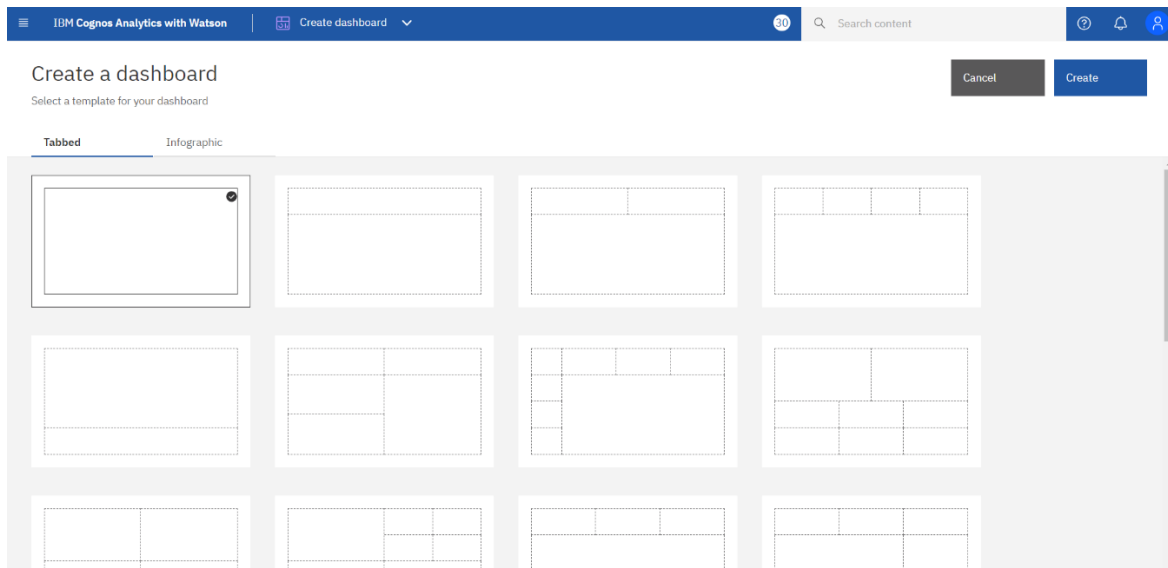 IBM Cognos Analytics with Watson
Create dashboard
30
Search content
Create a dashboard
Cancel
Create
Select a template for your dashboard
Tabbed
Infographic